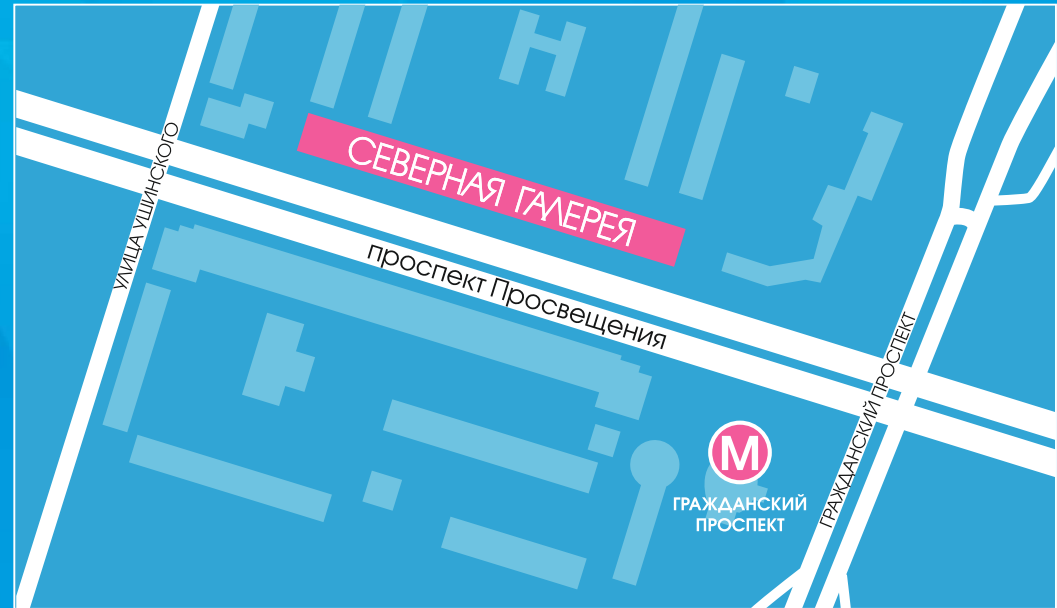 УЛИЦА УШИНСКОГО
СЕВЕРНАЯ ГАЛЕРЕЯ
проспект Просвещения
ГРАЖДАНСКИЙ ПРОСПЕКТ
М
ГРАЖДАНСКИЙ
ПРОСПЕКТ